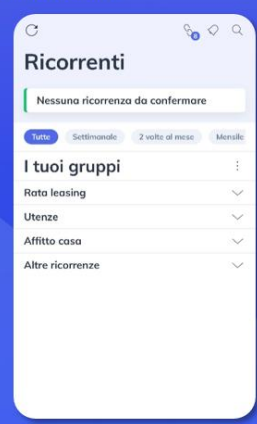 Ricorrenti
Nessuna ricorrenza da confermare
Tutte Settimanale 2 volte al mese Mensile
I tuoi gruppi
Rata leasing
Utenze
Affitto casa
Altre ricorrenze